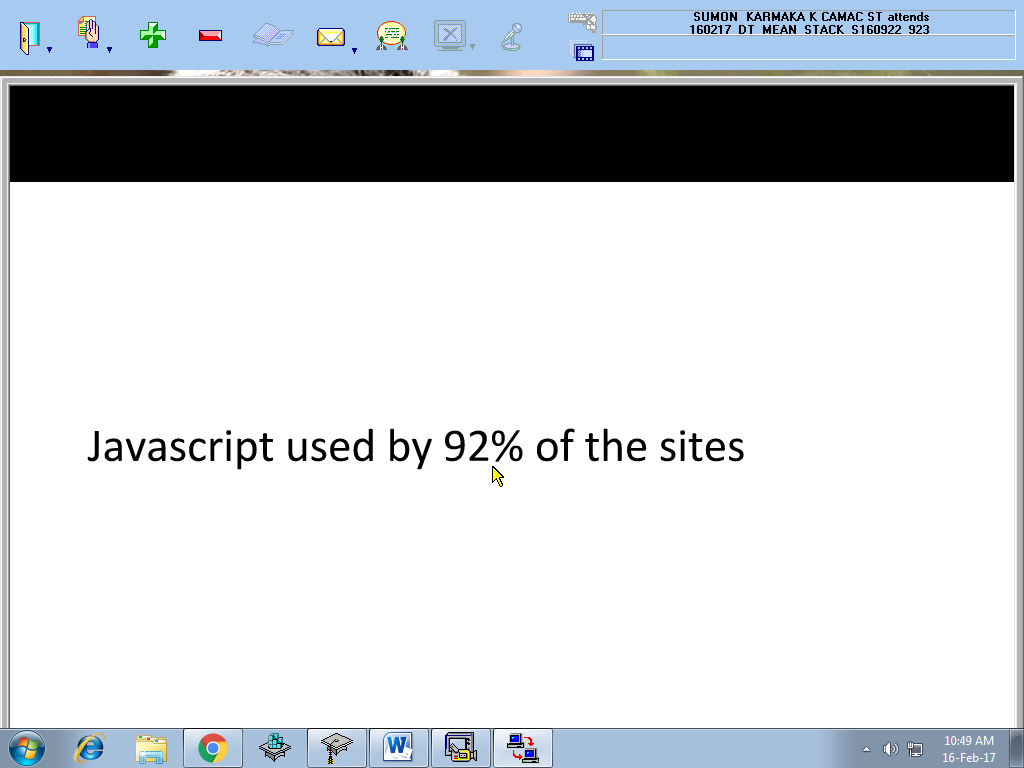 SUMON KARMAKA K CAMAC ST attends
160217 DT MEAN STACK S160922 923
Javascript used by 92% of the sites
W
10:49 AM
16-Feb-17